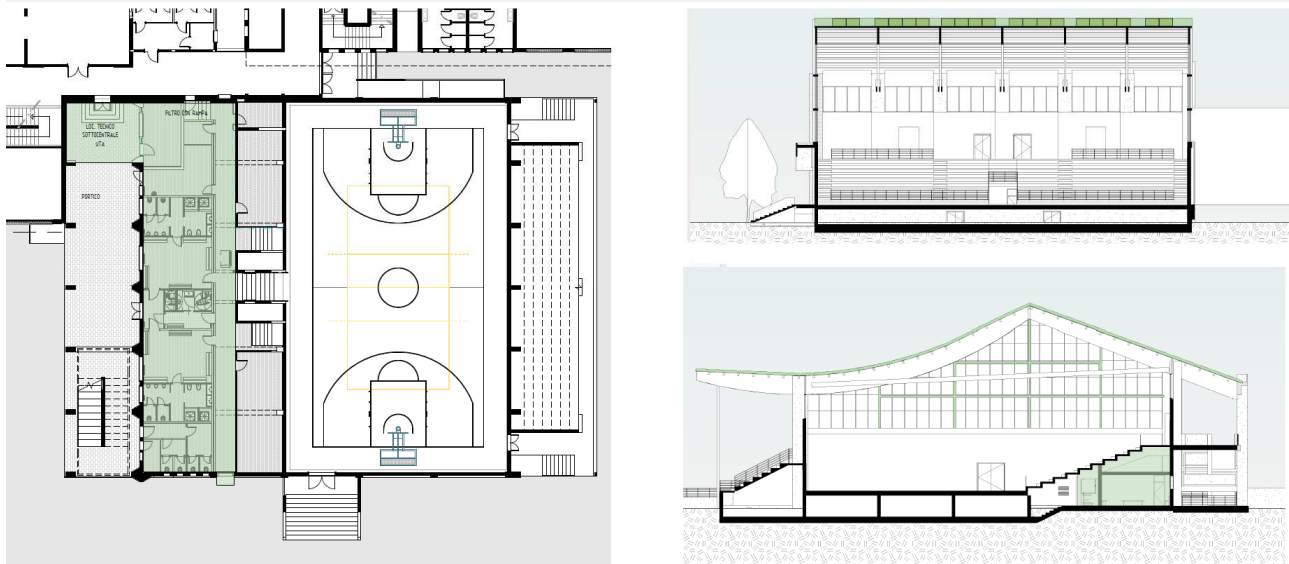 LOC. TECNICO
SOTTOCENTRALE
UTA
FILTRO CON RAMPA
PORTICO